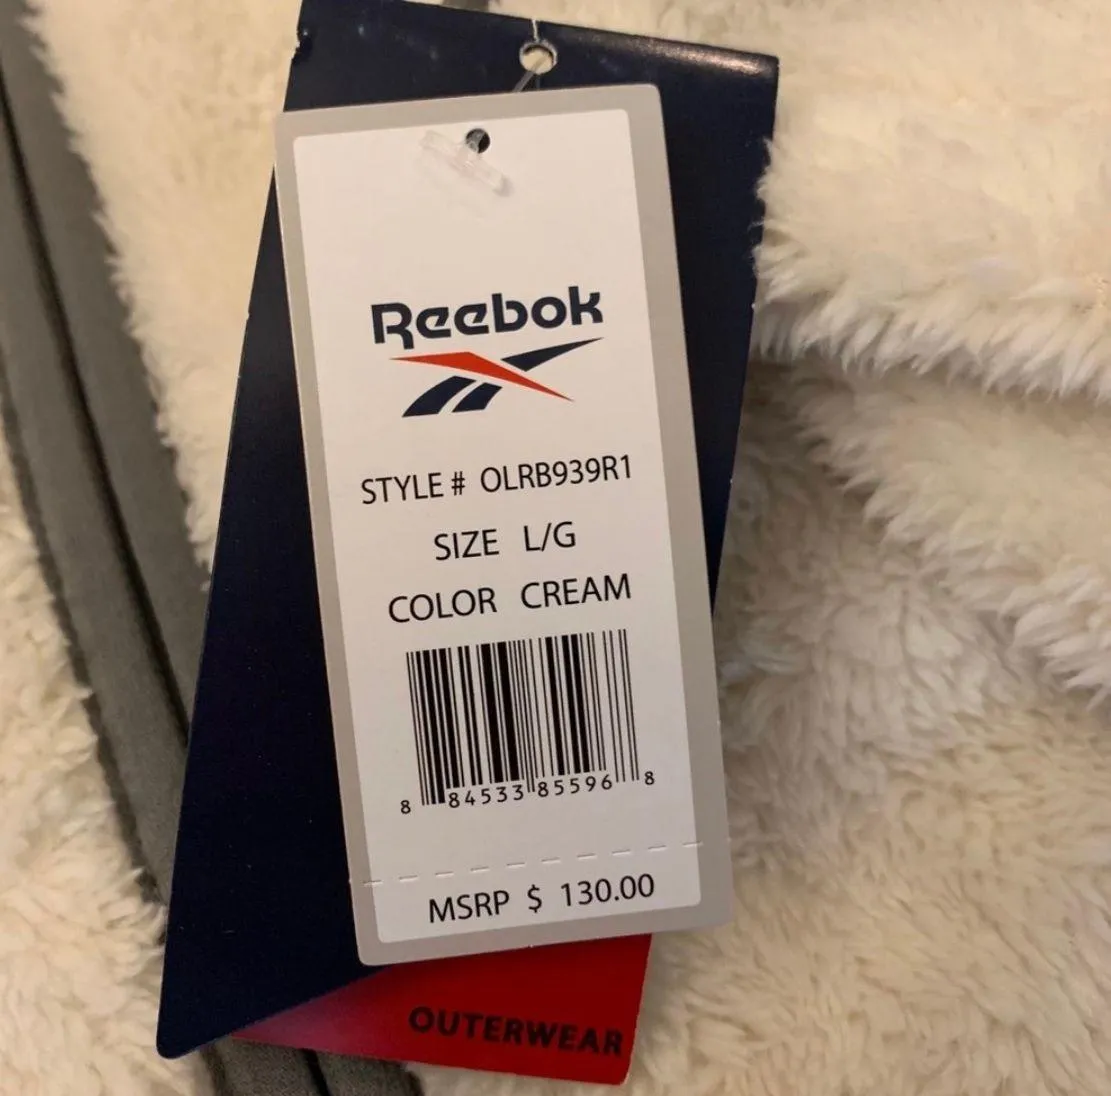 Reebok
STYLE # OLRB939R1
SIZE L/G
COLOR CREAM
8 84533 85596 8
MSRP $ 130.00
OUTERWEAR